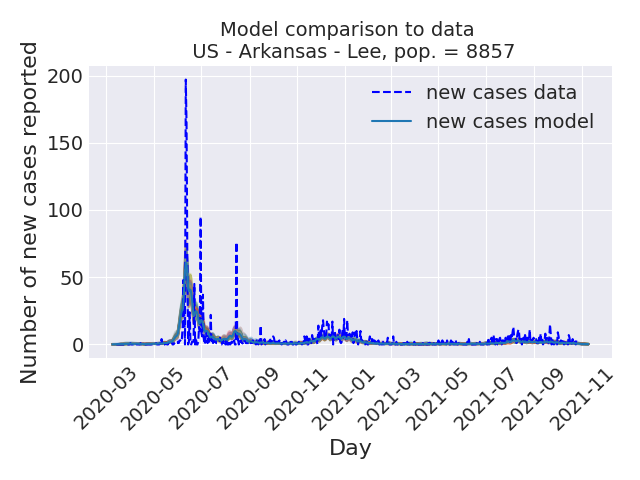 Model comparison to data
US - Arkansas - Lee, pop. = 8857
new cases data
new cases model
Number of new cases reported
200
150
100
50
0
2020-03
2020-05
2020-07
2020-09
2020-11
2021-01
2021-03
2021-05
2021-07
2021-09
2021-11
Day